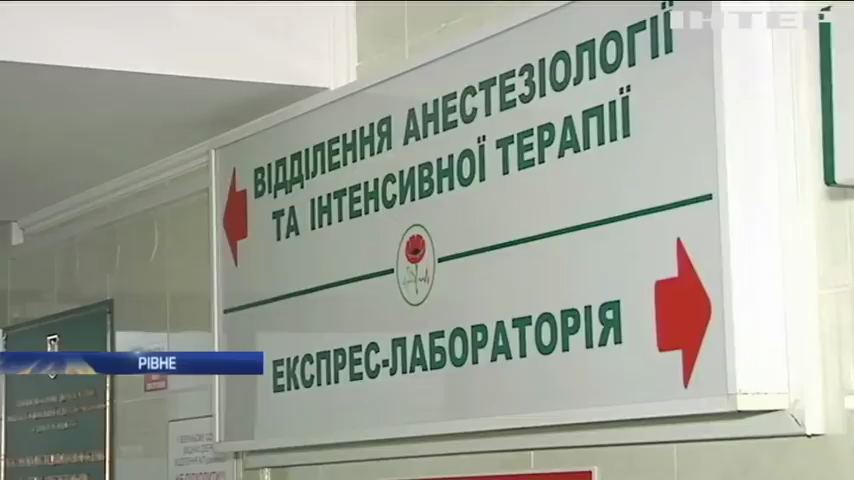 ІНТЕР
ВІДДІЛЕННЯ АНЕСТЕЗІОЛОГІЇ
ТА ІНТЕНСИВНОЇ ТЕРАПІЇ
ЕКСПРЕС-ЛАБОРАТОРІЯ
РІВНЕ